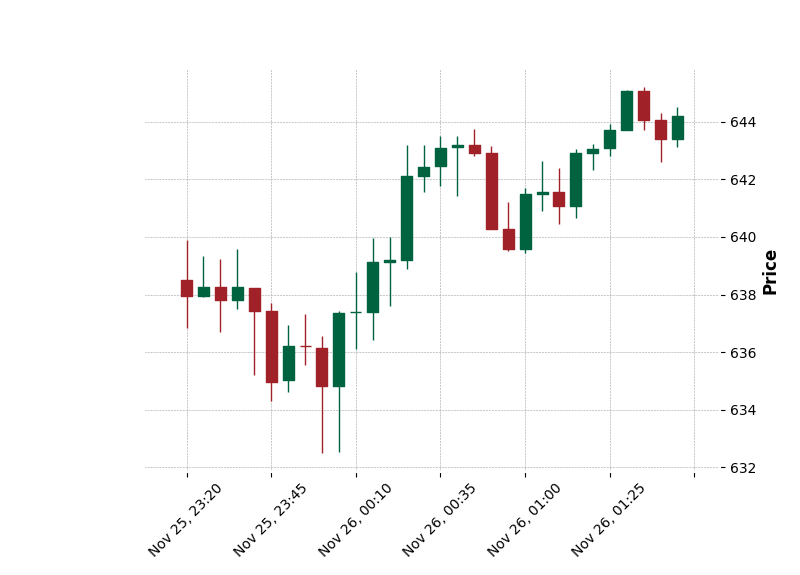 644
642
640
638
636
634
632
Price
Nov 25, 23:20
Nov 25, 23:45
Nov 26, 00:10
Nov 26, 00:35
Nov 26, 01:00
Nov 26, 01:25